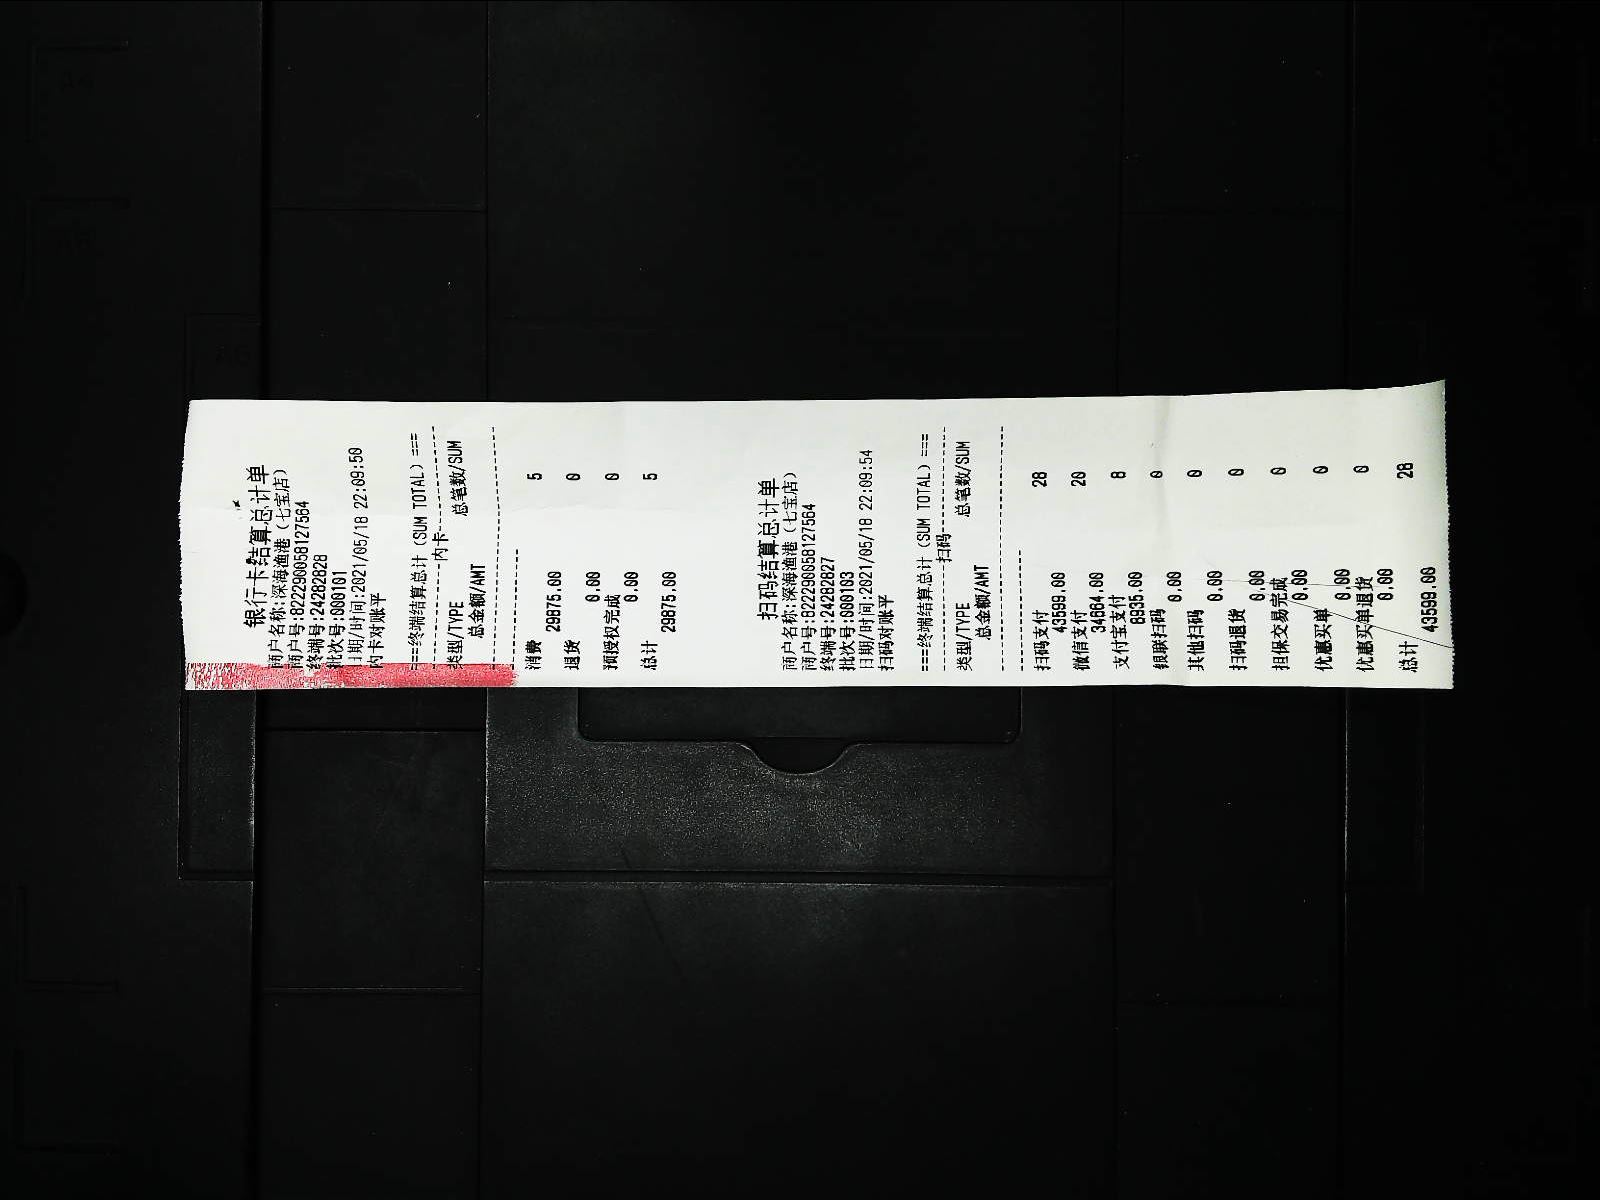 银行卡结算总计单
商户名称:深海渔港(七宝店)
商户号:822290058127564
终端号:24282828
批次号:000101
日期/时间:2021/05/18 22:09:50
内卡对账平
===终端结算总计(SUM TOTAL)===
----------------内卡----------------
类型/TYPE 总笔数/SUM
总金额/AMT
消费 5
29875.00
退货 0
0.00
预授权完成 0
0.00
总计 5
29875.00
扫码结算总计单
商户名称:深海渔港(七宝店)
商户号:822290058127564
终端号:24282827
批次号:000103
日期/时间:2021/05/18 22:09:54
扫码对账平
===终端结算总计(SUM TOTAL)===
----------------扫码----------------
类型/TYPE 总笔数/SUM
总金额/AMT
扫码支付 28
43599.00
微信支付 20
34664.00
支付宝支付 8
8935.00
银联扫码 0
0.00
其他扫码 0
0.00
扫码退货 0
0.00
担保交易完成 0
0.00
优惠买单 0
0.00
优惠买单退货 0
0.00
总计 28
43599.00